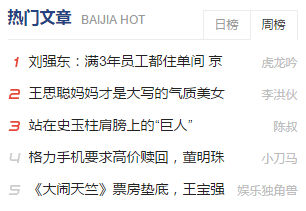 热门文章 BAIJIA HOT 日榜 周榜
1 刘强东：满3年员工都住单间 京 虎龙吟
2 王思聪妈妈才是大写的气质美女 李洪伙
3 站在史玉柱肩膀上的“巨人” 陈叔
4 格力手机要求高价赎回，董明珠 小刀马
5 《大闹天竺》票房垫底，王宝强 娱乐独角兽